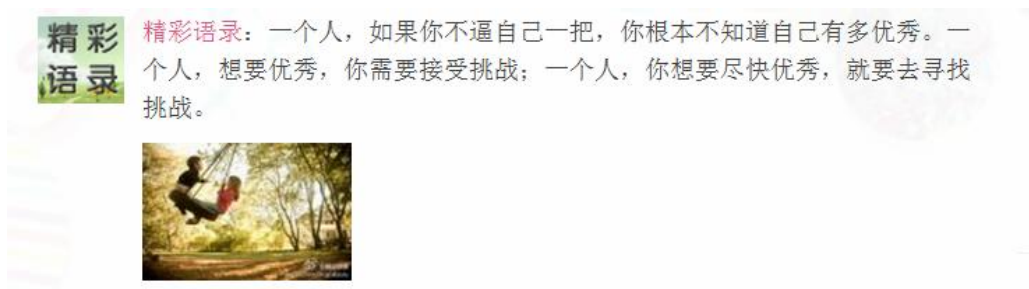 精彩
语录
精彩语录：一个人，如果你不逼自己一把，你根本不知道自己有多优秀。一
个人，想要优秀，你需要接受挑战；一个人，你想要尽快优秀，就要去寻找
挑战。